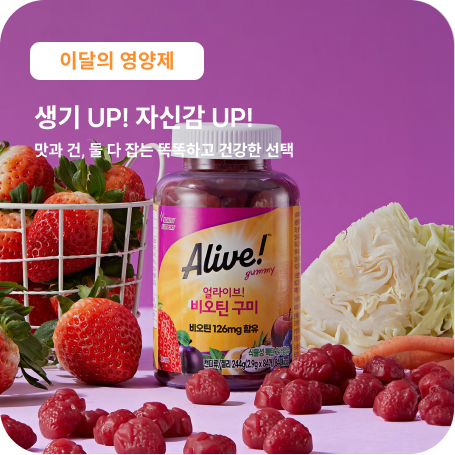 이달의 영양제
생기 UP! 자신감 UP!
맛과 건, 둘 다 잡는 똑똑하고 건강한 선택
Alive!
gummy
얼라이브!
비오틴 구미
비오틴 126mg 함유